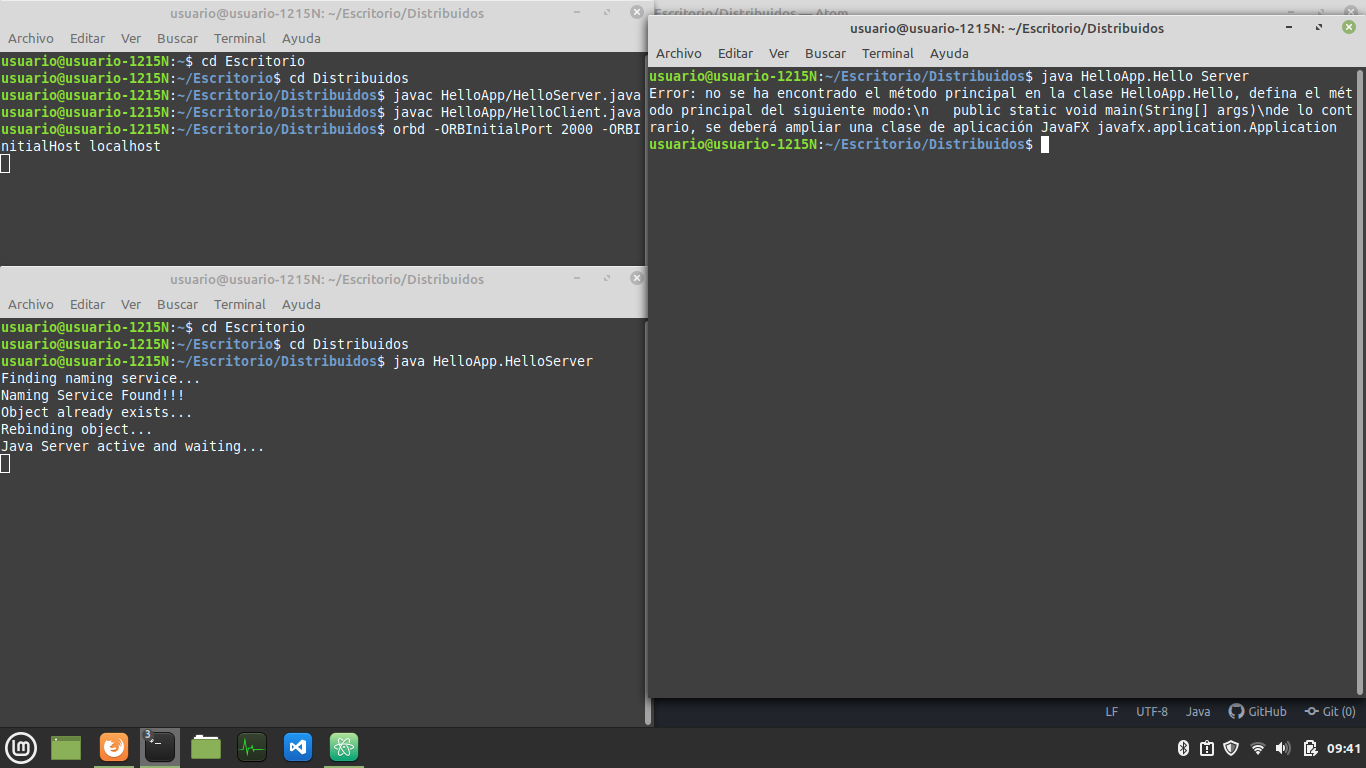 usuario@usuario-1215N: ~/Escritorio/Distribuidos
Archivo Editar Ver Buscar Terminal Ayuda
usuario@usuario-1215N:~$ cd Escritorio
usuario@usuario-1215N:~/Escritorio$ cd Distribuidos
usuario@usuario-1215N:~/Escritorio/Distribuidos$ javac HelloApp/HelloServer.java
usuario@usuario-1215N:~/Escritorio/Distribuidos$ javac HelloApp/HelloClient.java
usuario@usuario-1215N:~/Escritorio/Distribuidos$ orbd -ORBInitialPort 2000 -ORBI
nitialHost localhost
usuario@usuario-1215N: ~/Escritorio/Distribuidos
Archivo Editar Ver Buscar Terminal Ayuda
usuario@usuario-1215N:~$ cd Escritorio
usuario@usuario-1215N:~/Escritorio$ cd Distribuidos
usuario@usuario-1215N:~/Escritorio/Distribuidos$ java HelloApp.HelloServer
Finding naming service...
Naming Service Found!!!
Object already exists...
Rebinding object...
Java Server active and waiting...
Escritorio/Distribuidos — Atom
usuario@usuario-1215N: ~/Escritorio/Distribuidos
Archivo Editar Ver Buscar Terminal Ayuda
usuario@usuario-1215N:~/Escritorio/Distribuidos$ java HelloApp.Hello Server
Error: no se ha encontrado el método principal en la clase HelloApp.Hello, defina el mét
odo principal del siguiente modo:\n   public static void main(String[] args)\nde lo cont
rario, se deberá ampliar una clase de aplicación JavaFX javafx.application.Application
usuario@usuario-1215N:~/Escritorio/Distribuidos$
LF UTF-8 Java GitHub Git (0)
3
09:41